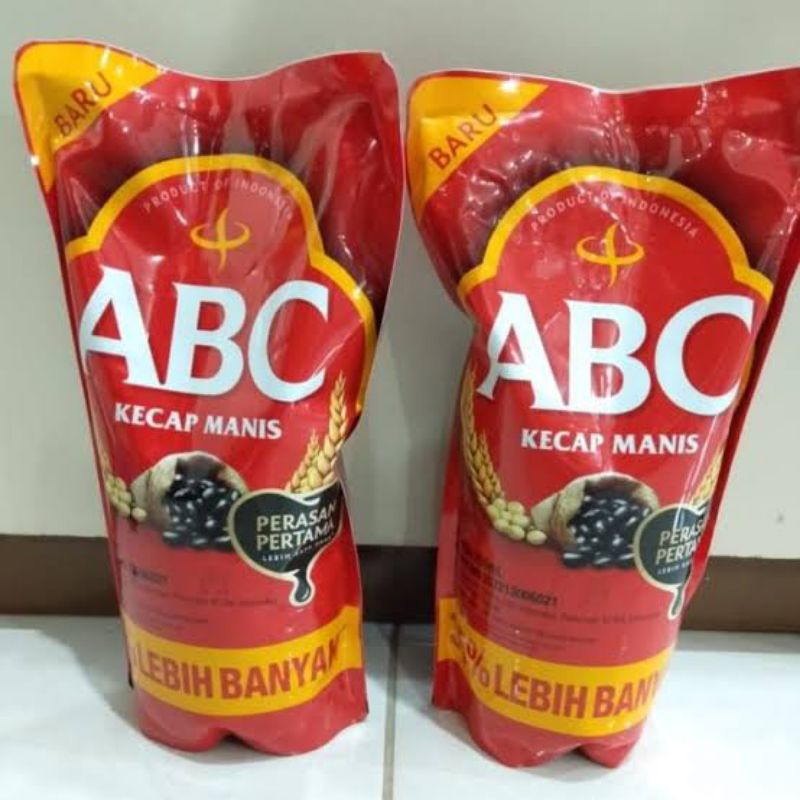 BARU
PRODUCT OF INDONESIA
ABC
KECAP MANIS
PERASAN
PERTAMA
LEBIH BANYAK
BARU
PRODUCT OF INDONESIA
ABC
KECAP MANIS
PERASAN
PERTAMA
% LEBIH BANYAK